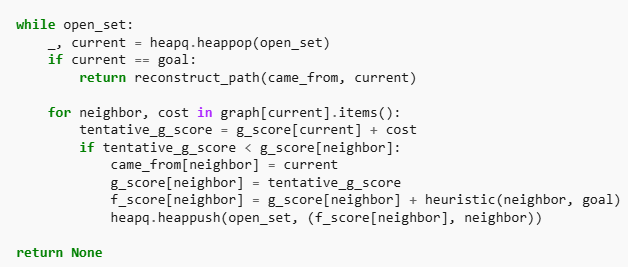 while open_set:
    _, current = heapq.heappop(open_set)
    if current == goal:
        return reconstruct_path(came_from, current)

    for neighbor, cost in graph[current].items():
        tentative_g_score = g_score[current] + cost
        if tentative_g_score < g_score[neighbor]:
            came_from[neighbor] = current
            g_score[neighbor] = tentative_g_score
            f_score[neighbor] = g_score[neighbor] + heuristic(neighbor, goal)
            heapq.heappush(open_set, (f_score[neighbor], neighbor))

return None